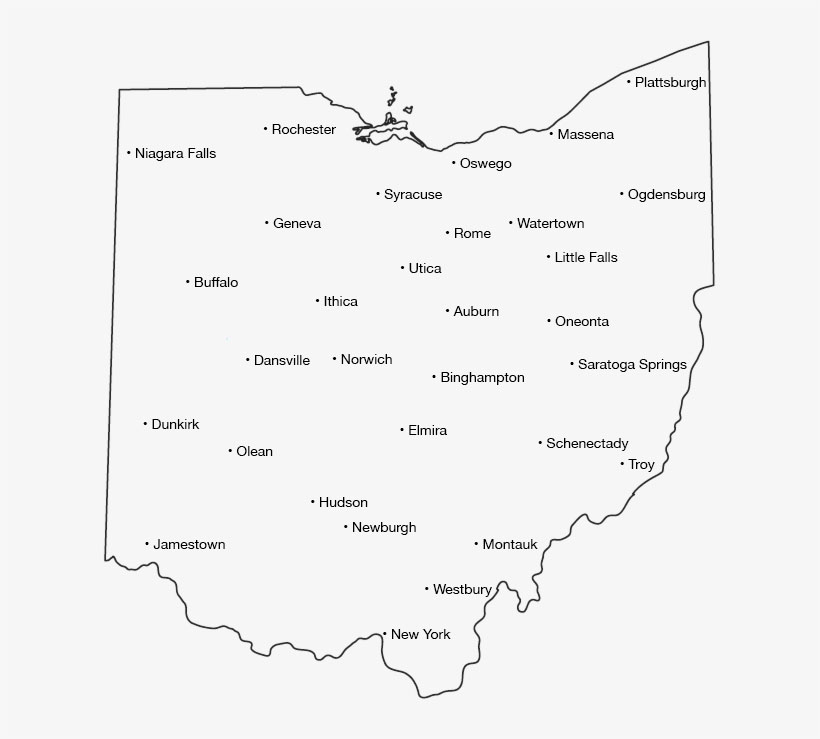 Plattsburgh
Rochester
Massena
Niagara Falls
Oswego
Syracuse
Ogdensburg
Geneva
Watertown
Rome
Little Falls
Utica
Buffalo
Ithica
Auburn
Oneonta
Dansville
Norwich
Saratoga Springs
Binghampton
Dunkirk
Elmira
Schenectady
Olean
Troy
Hudson
Newburgh
Jamestown
Montauk
Westbury
New York